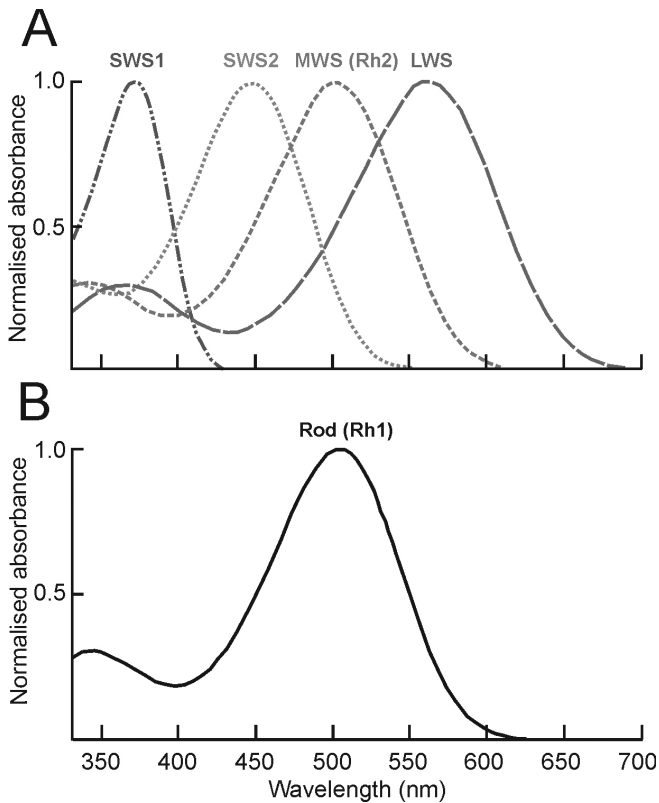 A
SWS1 SWS2 MWS (Rh2) LWS
1.0
0.5
Normalised absorbance
B
Rod (Rh1)
1.0
0.5
Normalised absorbance
350 400 450 500 550 600 650 700
Wavelength (nm)